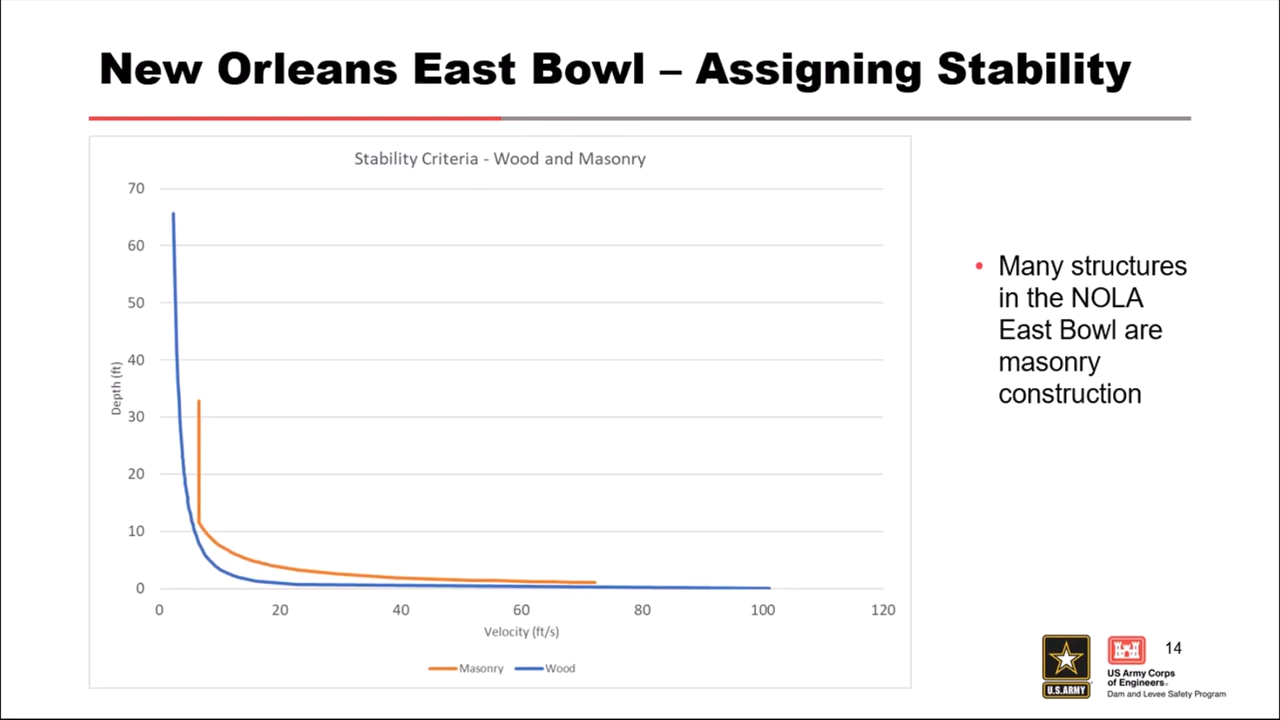 New Orleans East Bowl – Assigning Stability
Stability Criteria - Wood and Masonry
70
60
50
40
30
20
10
0
Depth (ft)
0 20 40 60 80 100 120
Velocity (ft/s)
Masonry Wood
• Many structures
in the NOLA
East Bowl are
masonry
construction
U.S.ARMY
US Army Corps
of Engineers®
Dam and Levee Safety Program
14